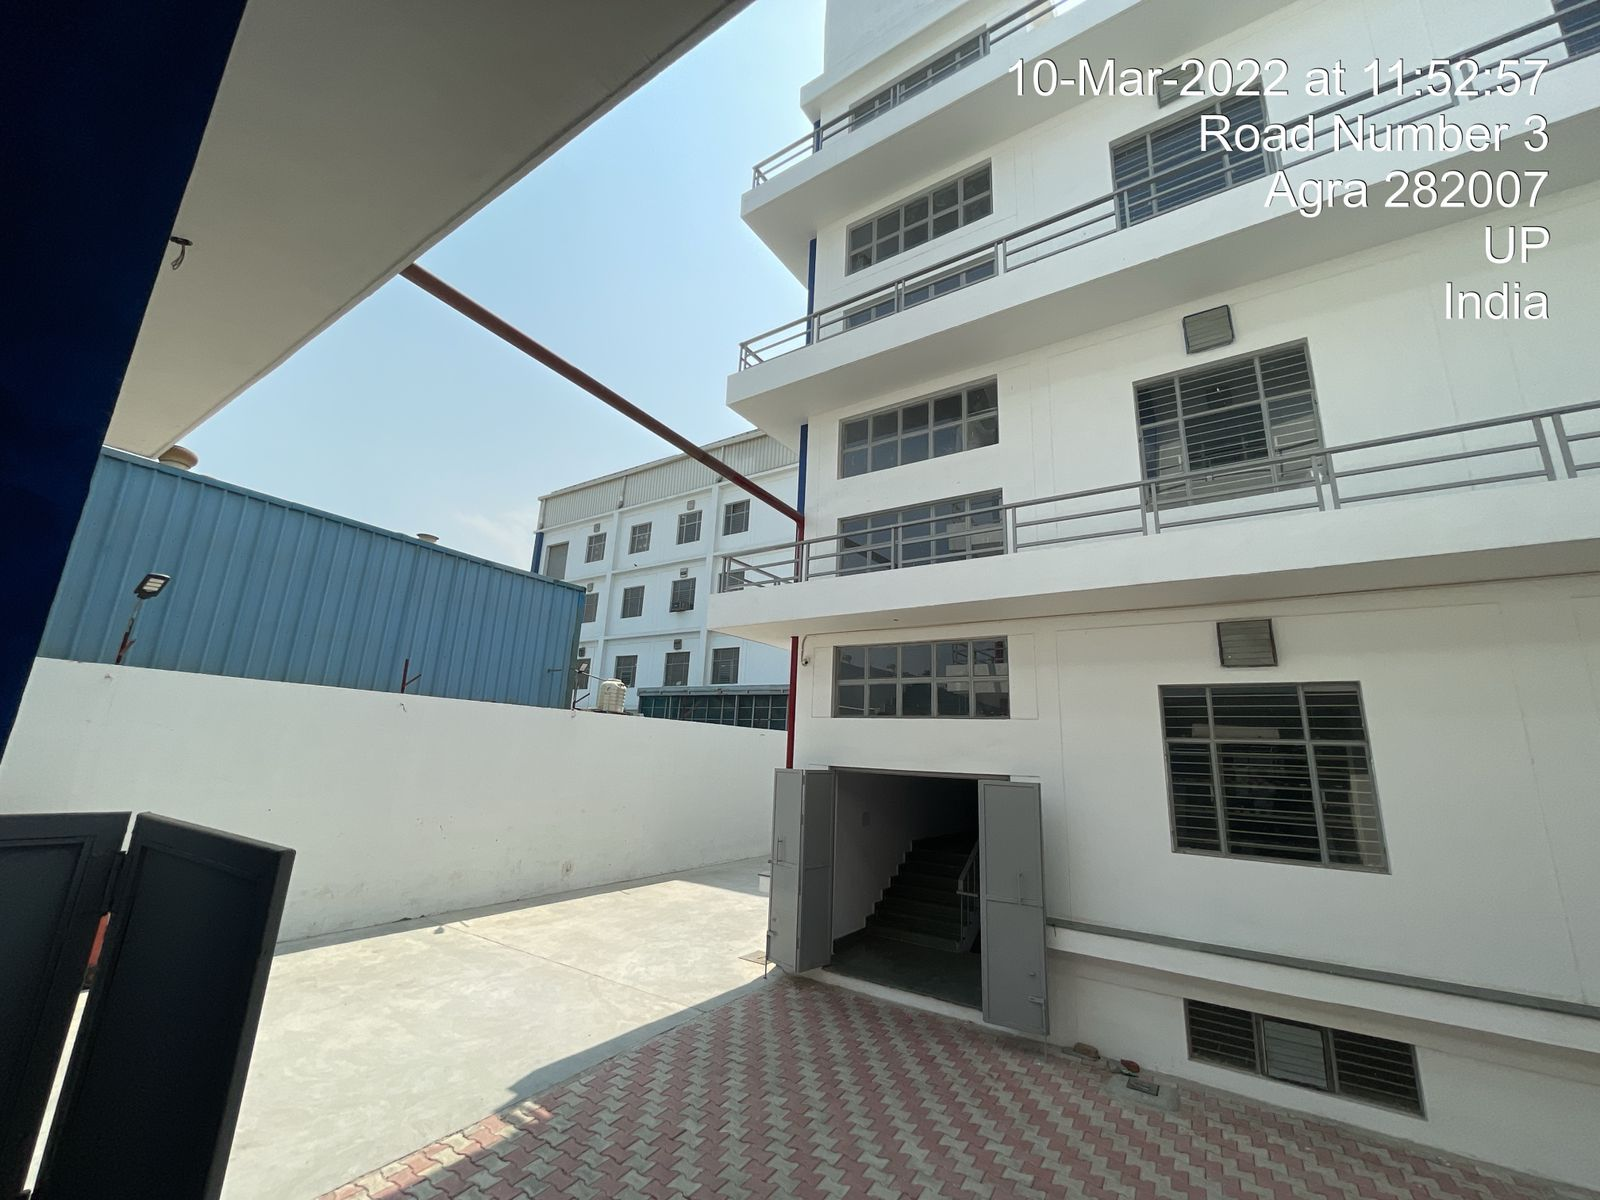 10-Mar-2022 at 11:52:57
Road Number 3
Agra 282007
UP
India